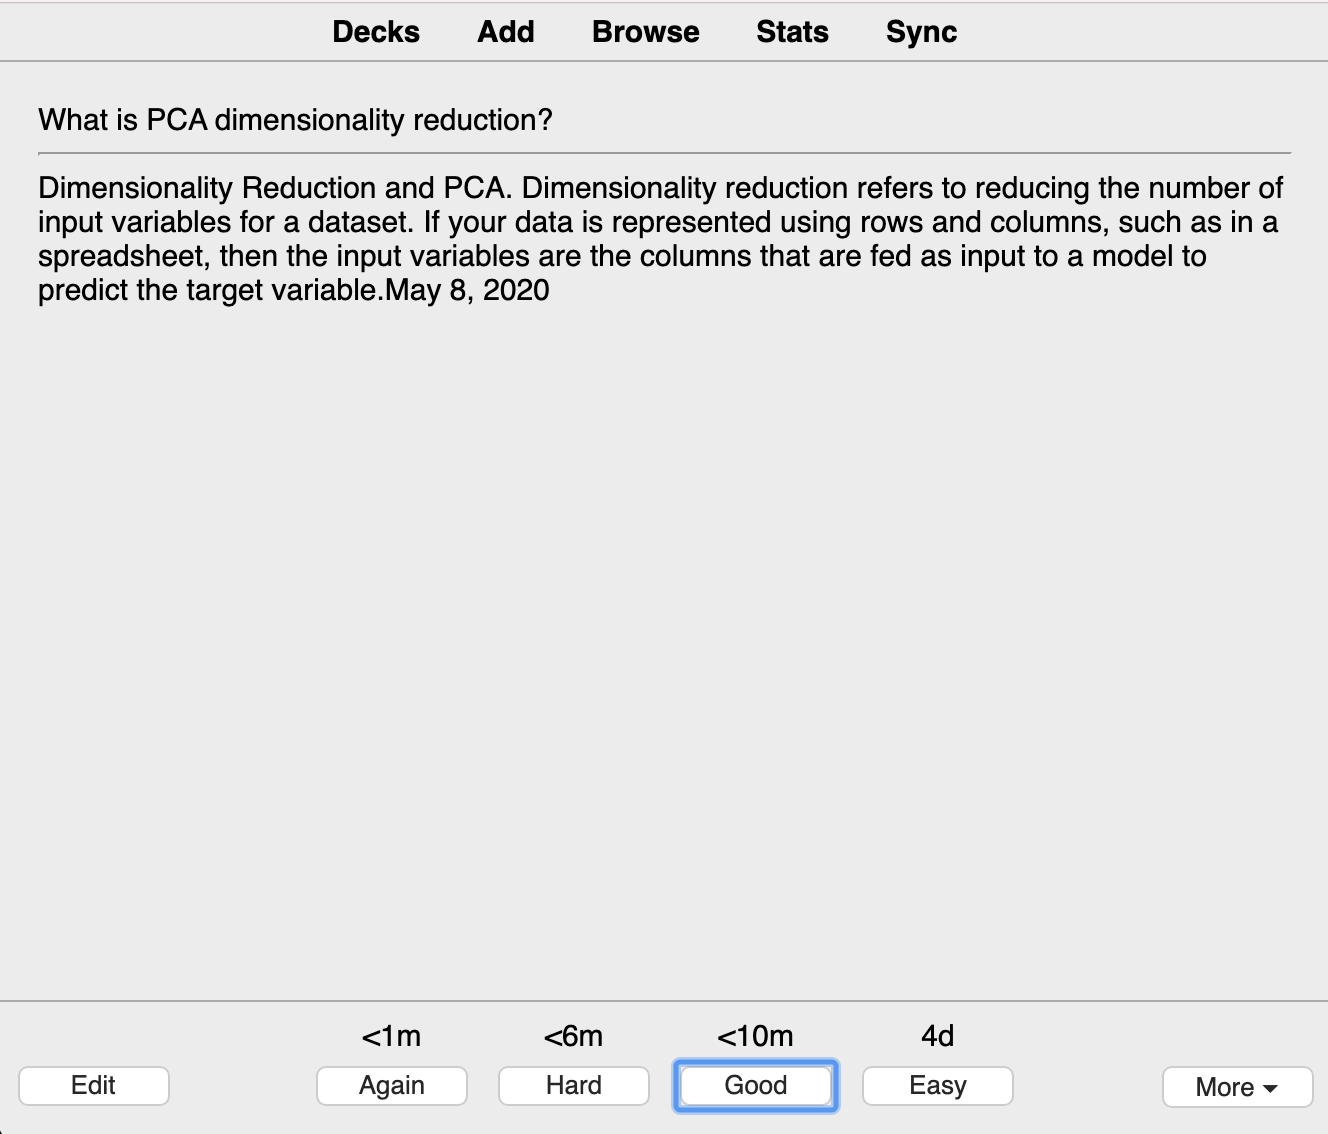 Decks Add Browse Stats Sync
What is PCA dimensionality reduction?
Dimensionality Reduction and PCA. Dimensionality reduction refers to reducing the number of
input variables for a dataset. If your data is represented using rows and columns, such as in a
spreadsheet, then the input variables are the columns that are fed as input to a model to
predict the target variable.May 8, 2020
<1m <6m <10m 4d
Edit Again Hard Good Easy More